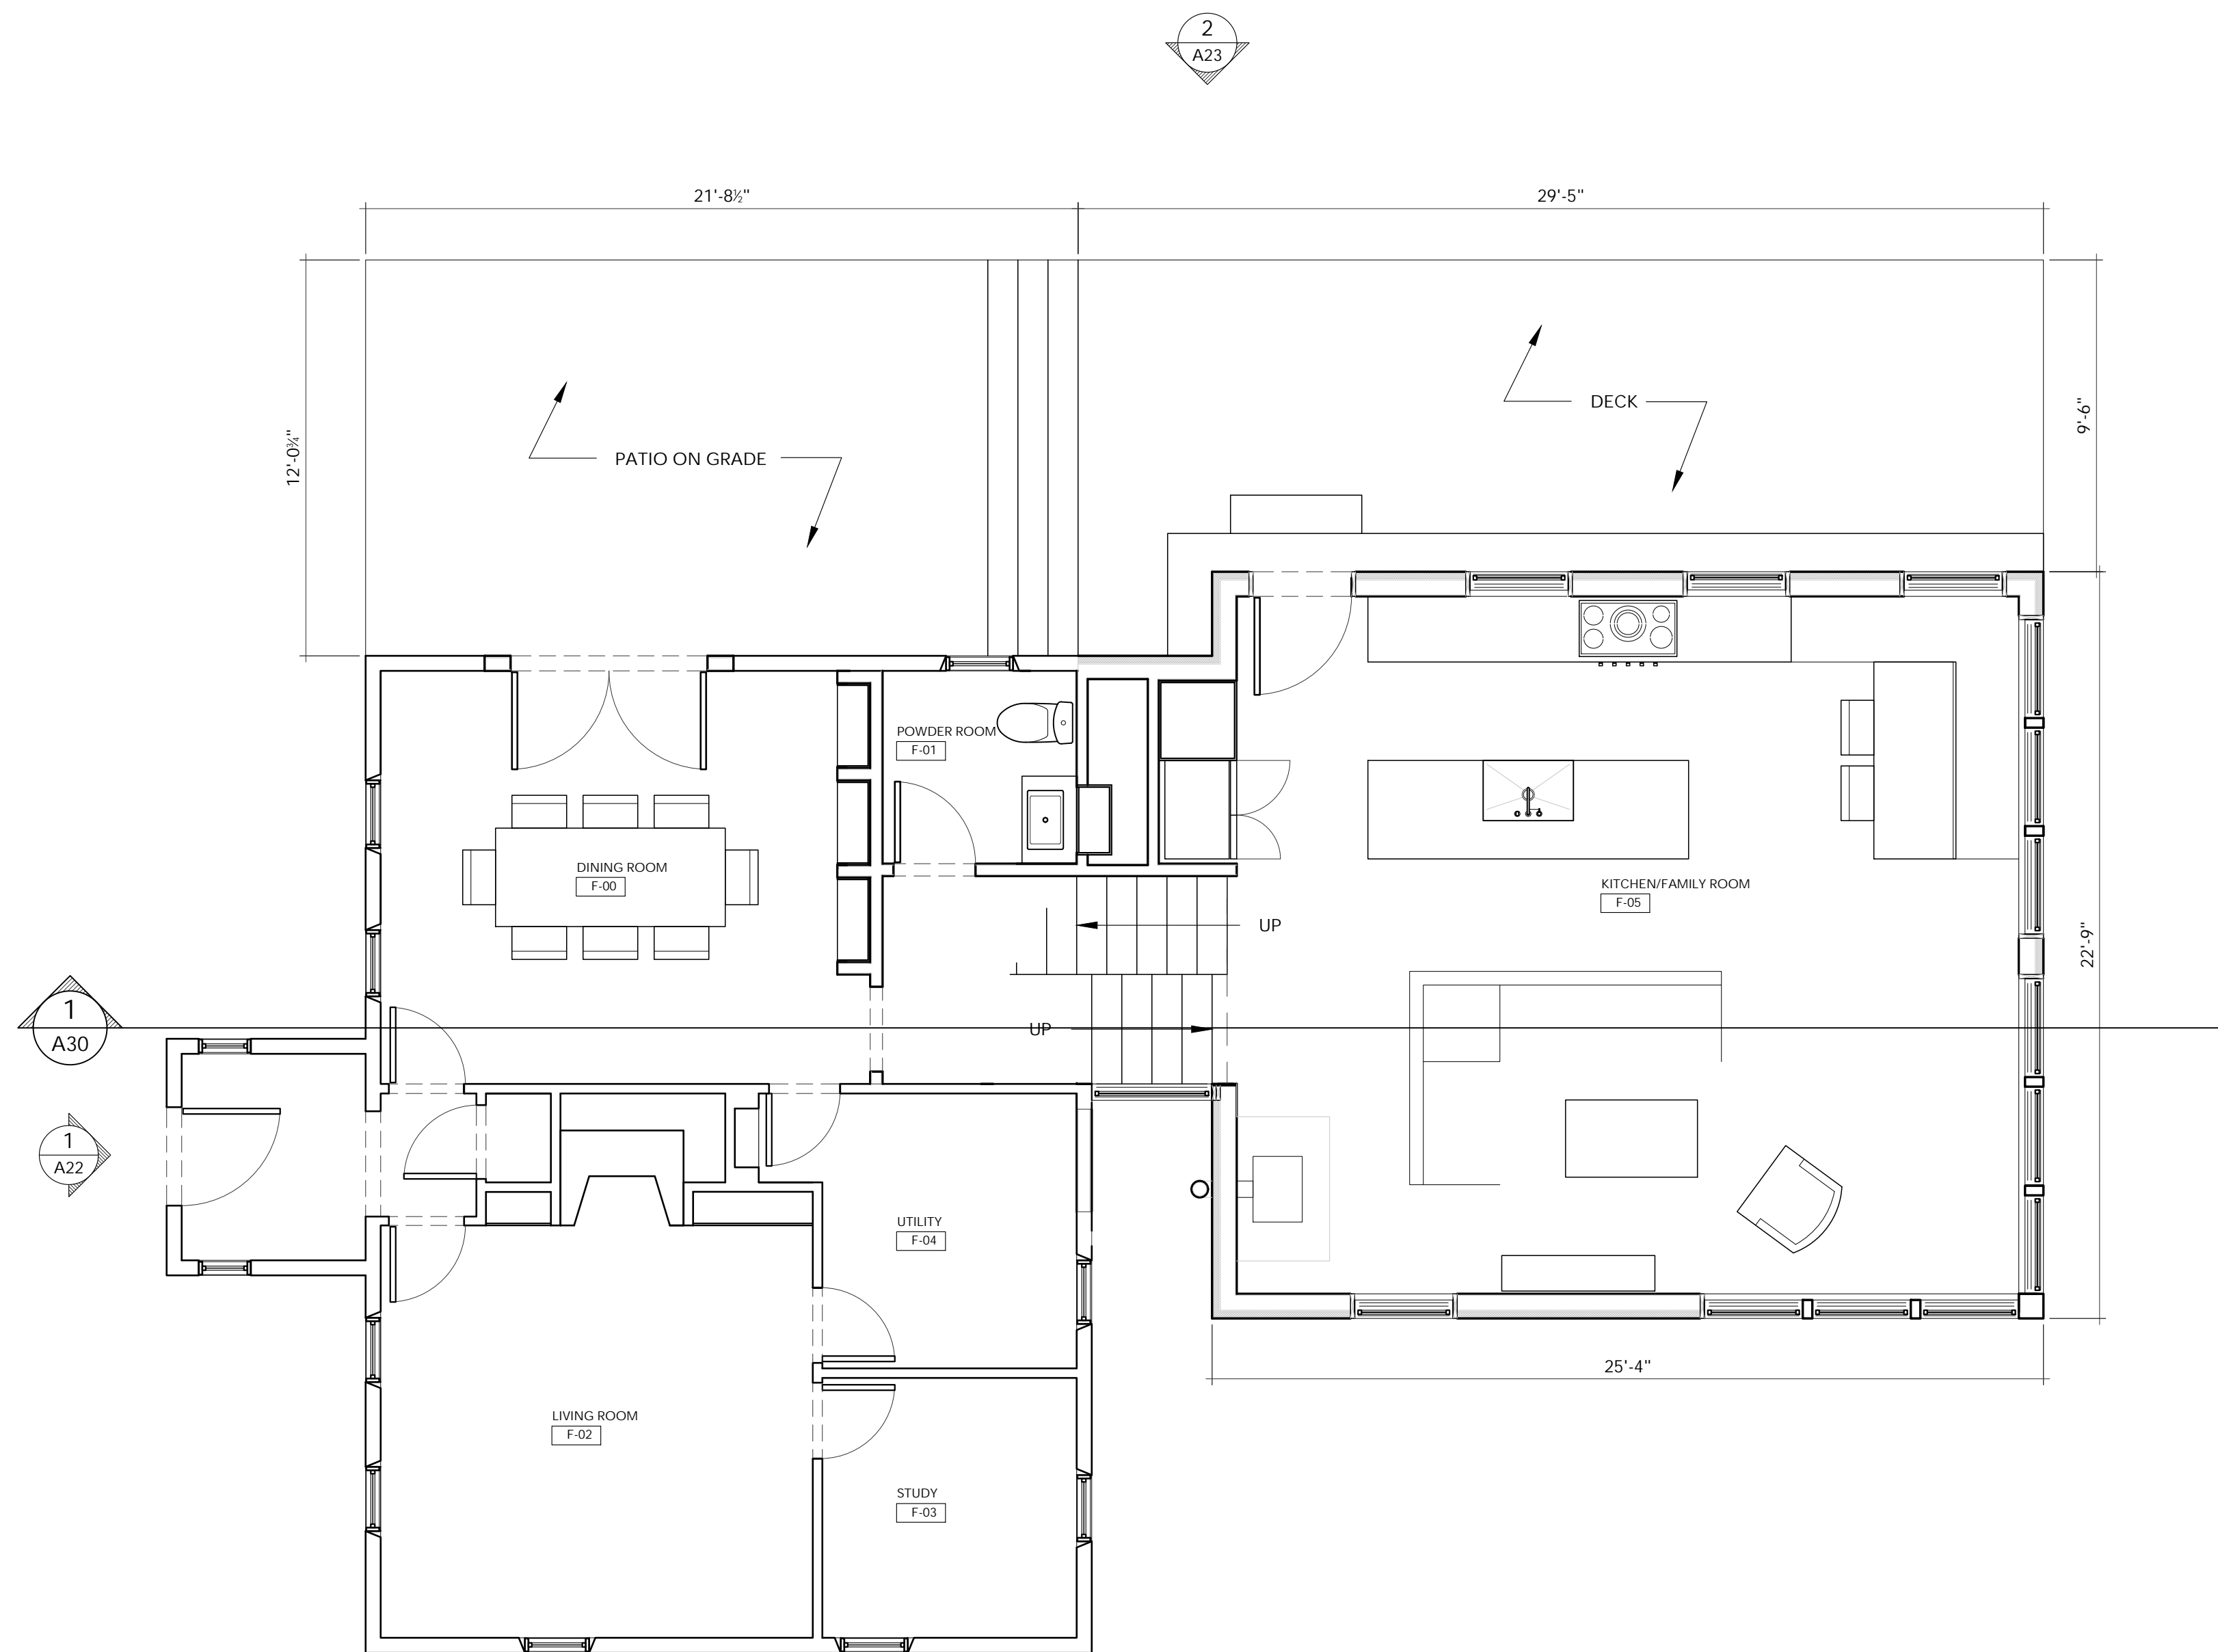 2
A23
21'-8½"
29'-5"
12'-0¾"
9'-6"
DECK
PATIO ON GRADE
POWDER ROOM
F-01
DINING ROOM
F-00
KITCHEN/FAMILY ROOM
F-05
UP
22'-9"
1
A30
UP
1
A22
UTILITY
F-04
25'-4"
LIVING ROOM
F-02
STUDY
F-03